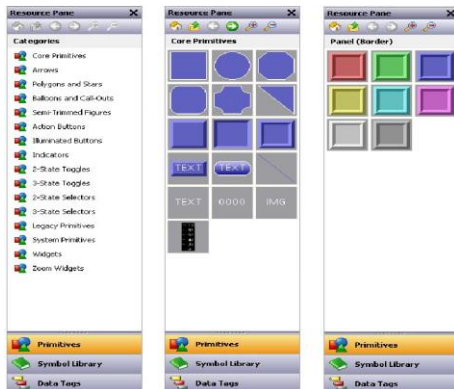 Resource Pane
Categories
Core Primitives
Arrows
Polygons and Stars
Balloons and Call-Outs
Semi-Trimmed Figures
Action Buttons
Illuminated Buttons
Indicators
2-State Toggles
3-State Toggles
2-State Selectors
3-State Selectors
Legacy Primitives
System Primitives
Widgets
Zoom Widgets
Primitives
Symbol Library
Data Tags
Resource Pane
Core Primitives
TEXT
TEXT
TEXT
0000
IMG
Primitives
Symbol Library
Data Tags
Resource Pane
Panel (Border)
Primitives
Symbol Library
Data Tags